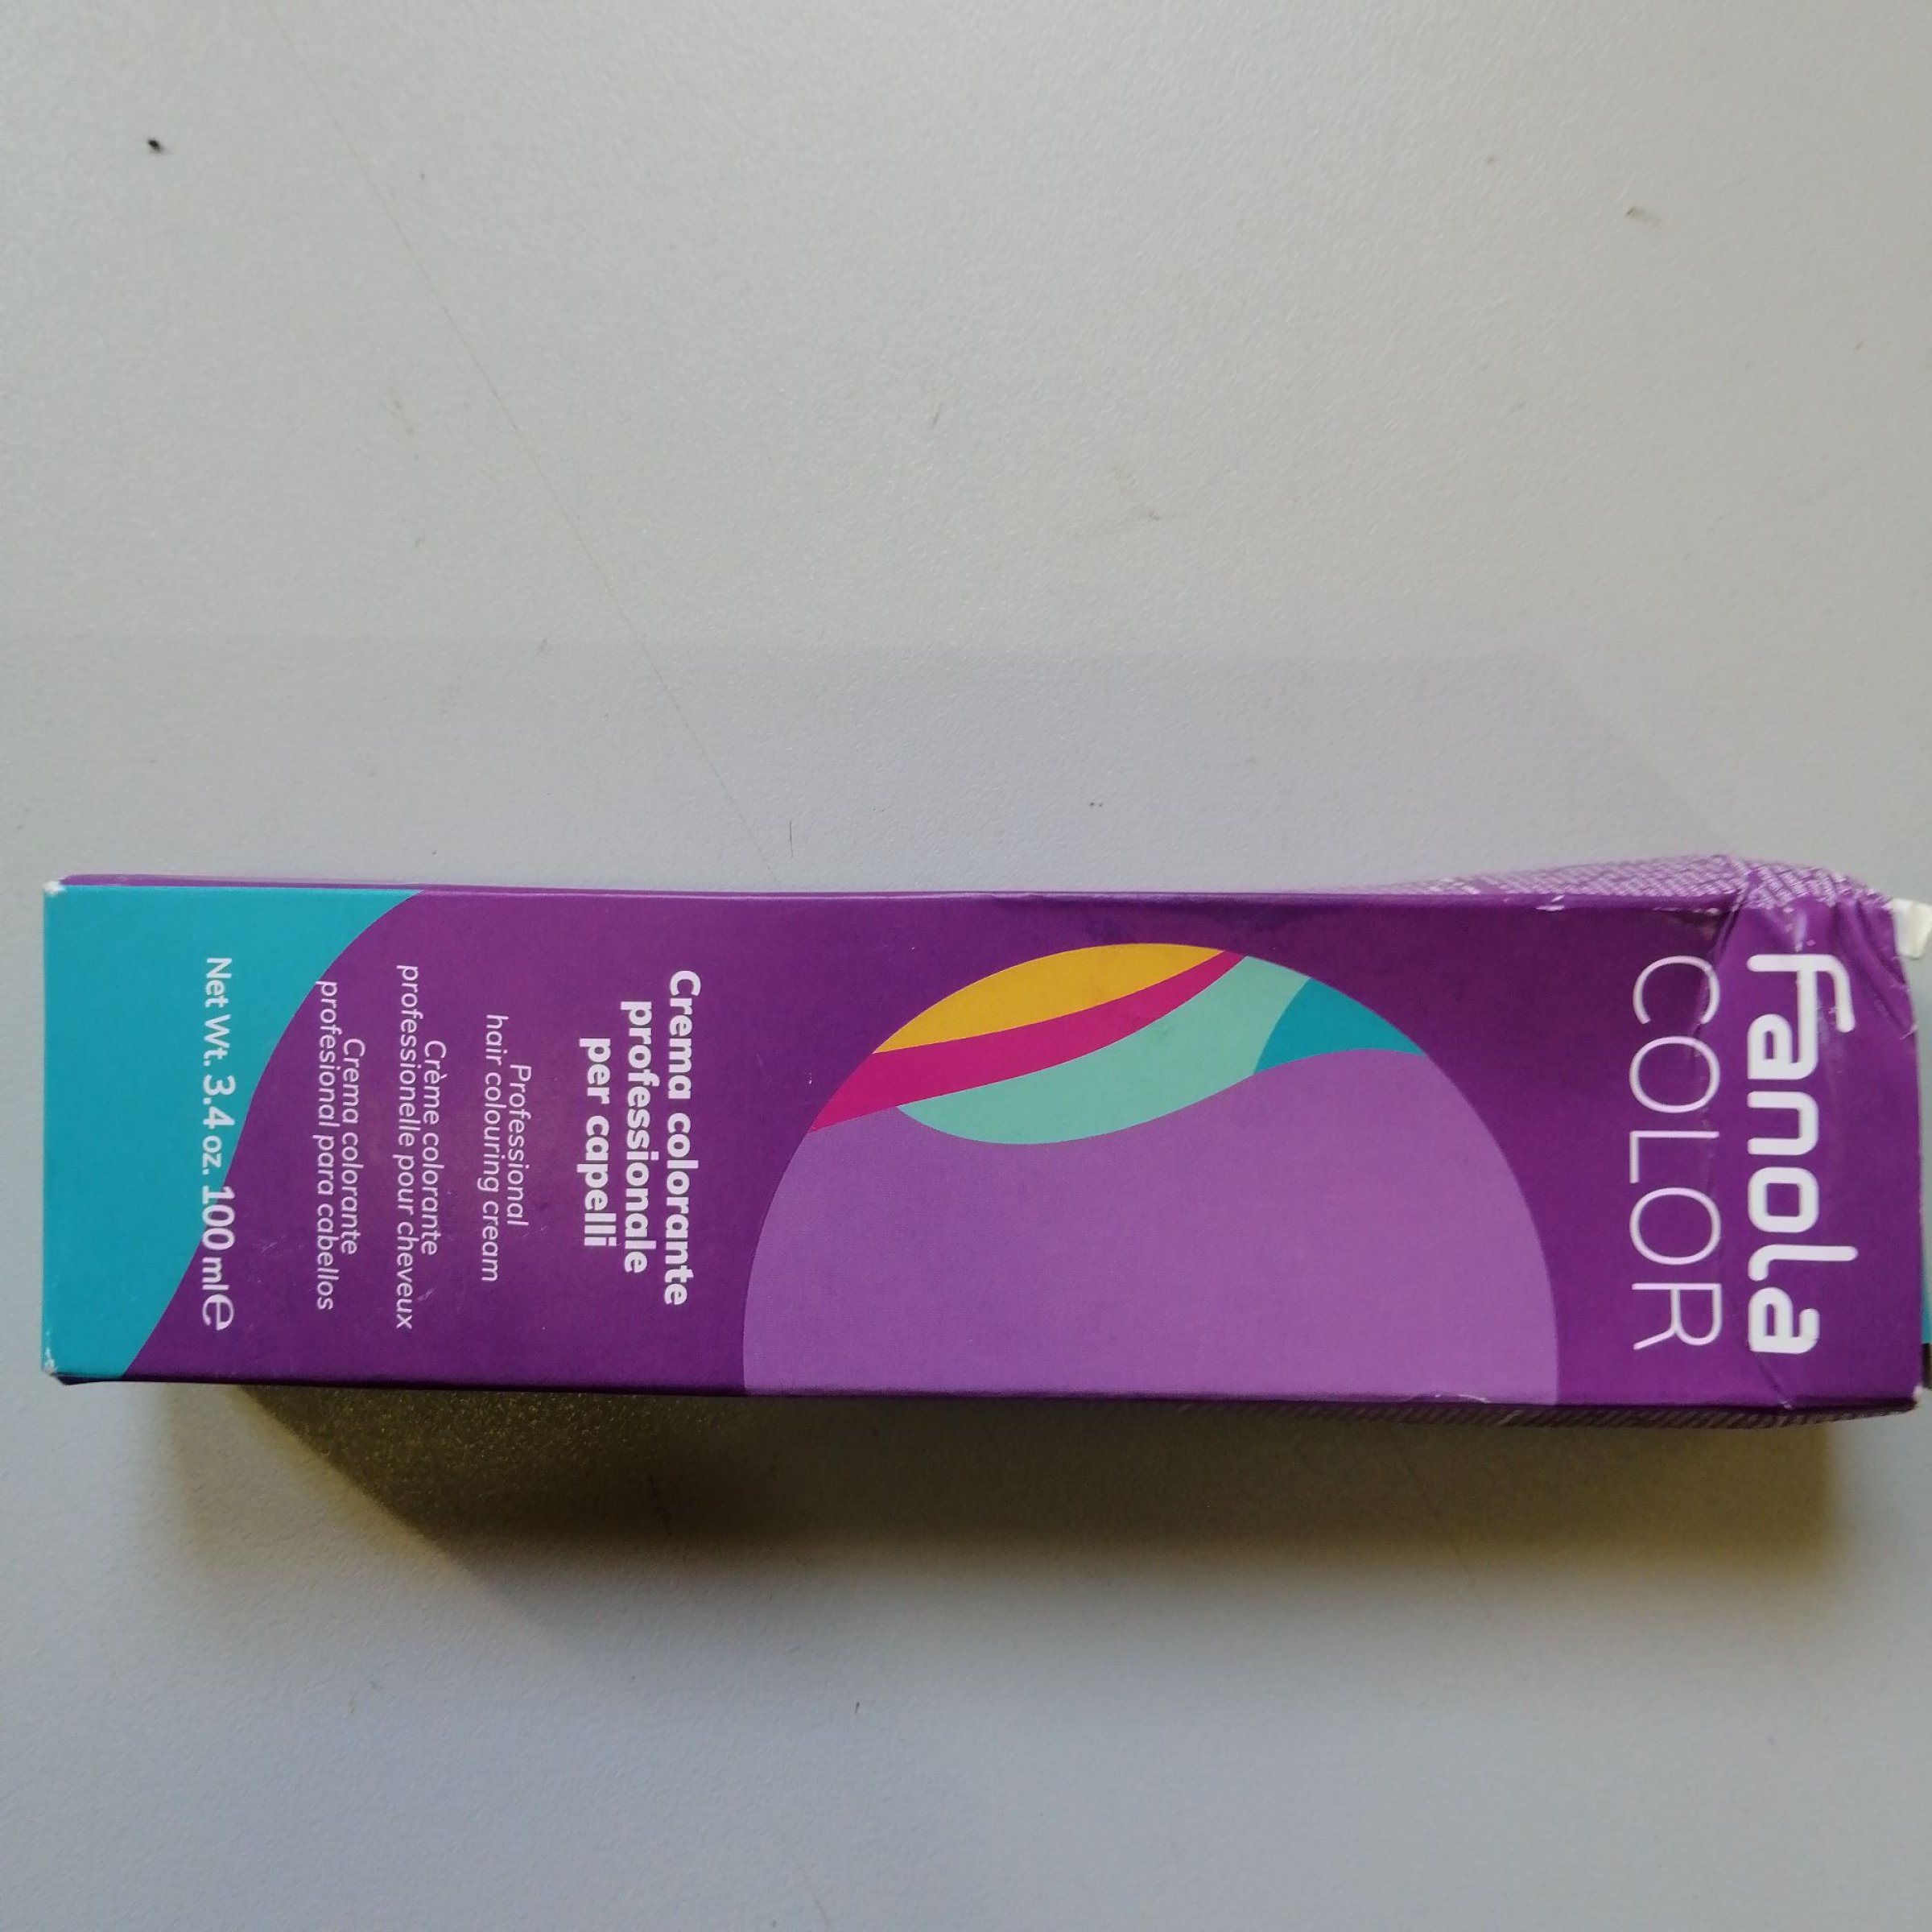 Fanola
COLOR
Crema colorante
professionale
per capelli
Professional
hair colouring cream
Crème colorante
professionnelle pour cheveux
Crema colorante
profesional para cabellos
Net Wt. 3.4 oz. 100 ml ℮